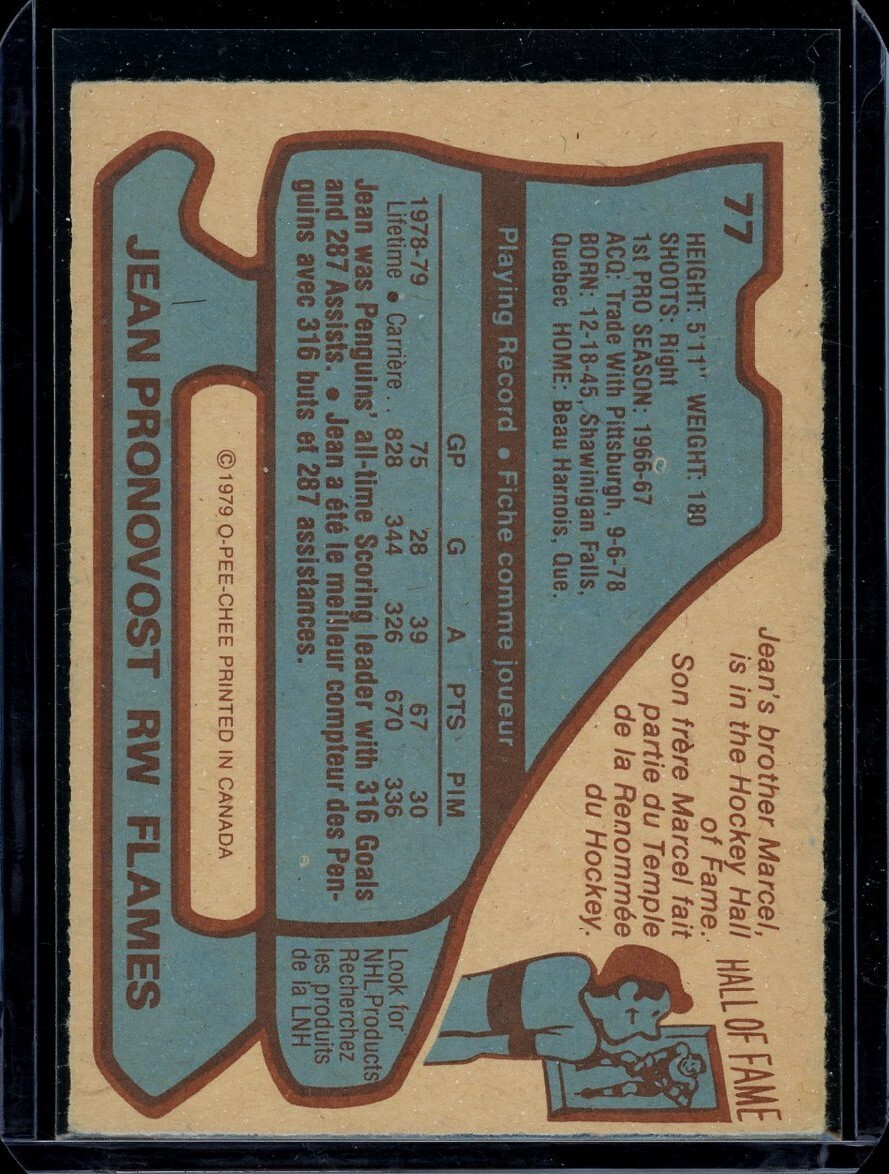 77
HEIGHT: 5'11" WEIGHT: 180
SHOOTS: Right
1st PRO SEASON: 1966-67
ACQ: Trade With Pittsburgh, 9-6-78
BORN: 12-18-45, Shawinigan Falls,
Quebec HOME: Beau Harnois, Que.
Jean's brother Marcel,
is in the Hockey Hall
of Fame.
Son frère Marcel fait
partie du Temple
de la Renommée
du Hockey.
HALL OF FAME
Playing Record • Fiche comme joueur
GP G A PTS PIM
1978-79 75 28 39 67 30
Lifetime • Carrière . . 828 344 326 670 336
Jean was Penguins' all-time Scoring leader with 316 Goals
and 287 Assists. • Jean a été le meilleur compteur des Pen-
guins avec 316 buts et 287 assistances.
Look for
NHL Products
Recherchez
les produits
de la LNH
© 1979 O-PEE-CHEE PRINTED IN CANADA
JEAN PRONOVOST RW FLAMES